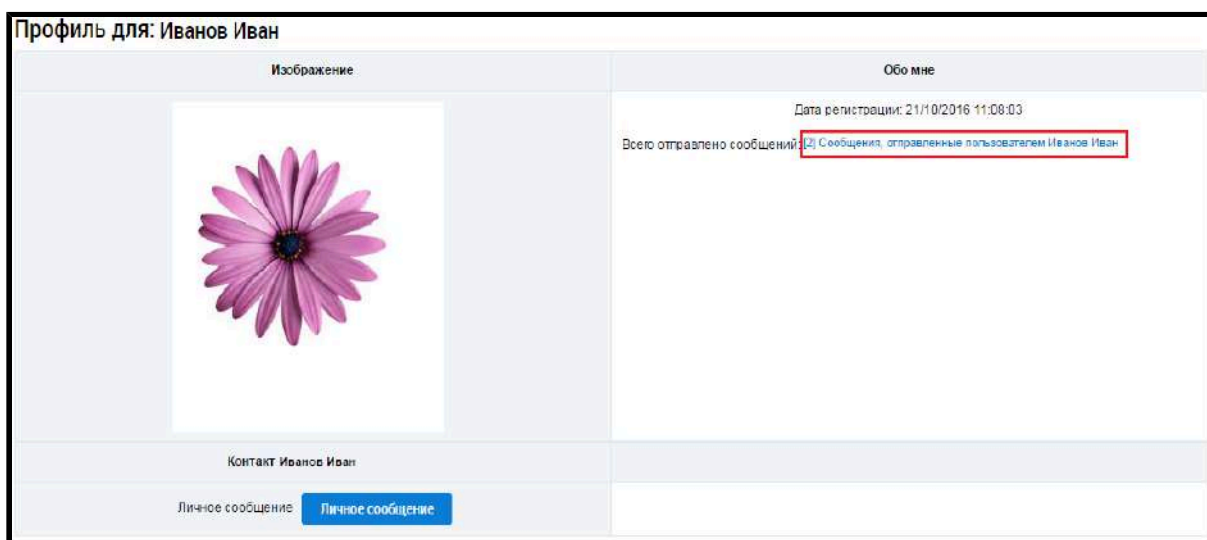 Профиль для: Иванов Иван
Изображение
Обо мне
Дата регистрации: 21/10/2016 11:08:03
Всего отправлено сообщений: [2] Сообщения, отправленные пользователем Иванов Иван
Контакт Иванов Иван
Личное сообщение Личное сообщение